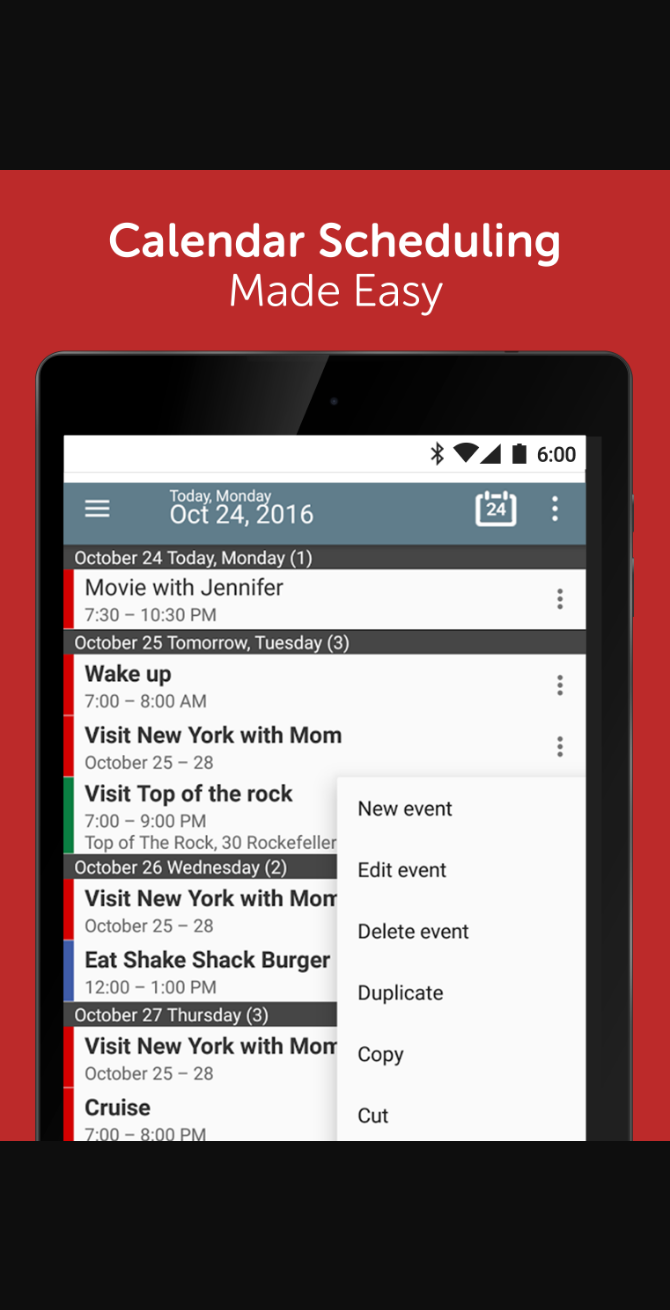 Calendar Scheduling
Made Easy
6:00
Today, Monday
Oct 24, 2016
24
October 24 Today, Monday (1)
Movie with Jennifer
7:30 – 10:30 PM
October 25 Tomorrow, Tuesday (3)
Wake up
7:00 – 8:00 AM
Visit New York with Mom
October 25 – 28
Visit Top of the rock
7:00 – 9:00 PM
Top of The Rock, 30 Rockefeller
October 26 Wednesday (2)
Visit New York with Mom
October 25 – 28
Eat Shake Shack Burger
12:00 – 1:00 PM
October 27 Thursday (3)
Visit New York with Mom
October 25 – 28
Cruise
7:00 – 8:00 PM
New event
Edit event
Delete event
Duplicate
Copy
Cut